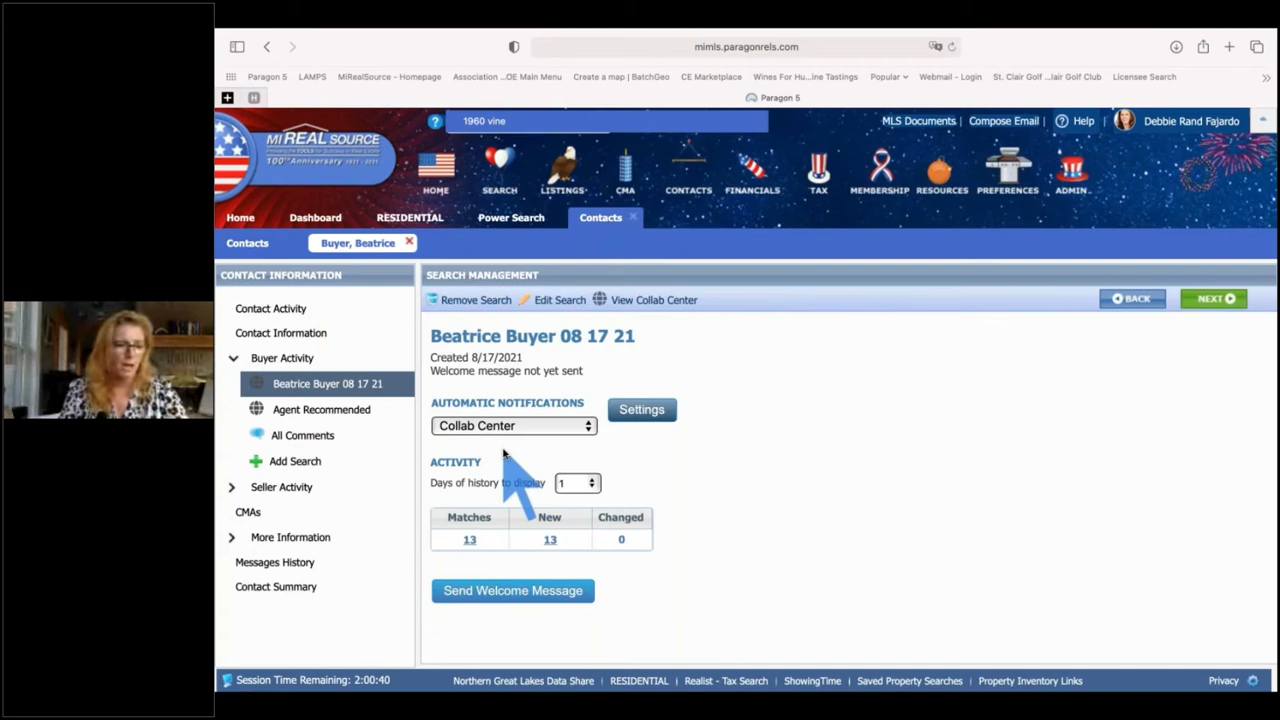 mimls.paragonrels.com
Paragon 5 LAMPS MiRealSource - Homepage Association ...OE Main Menu Create a map | BatchGeo CE Marketplace Wines For Hu...ine Tastings Popular Webmail - Login St. Clair Golf ...lair Golf Club Licensee Search
H Paragon 5
? 1960 vine MLS Documents Compose Email ? Help Debbie Rand Fajardo
MI REAL SOURCE
100th Anniversary 1921 - 2021
HOME SEARCH LISTINGS CMA CONTACTS FINANCIALS TAX MEMBERSHIP RESOURCES PREFERENCES ADMIN
Home Dashboard RESIDENTIAL Power Search Contacts
Contacts Buyer, Beatrice
CONTACT INFORMATION
Contact Activity
Contact Information
Buyer Activity
Beatrice Buyer 08 17 21
Agent Recommended
All Comments
Add Search
Seller Activity
CMAs
More Information
Messages History
Contact Summary
SEARCH MANAGEMENT
Remove Search Edit Search View Collab Center BACK NEXT
Beatrice Buyer 08 17 21
Created 8/17/2021
Welcome message not yet sent
AUTOMATIC NOTIFICATIONS Settings
Collab Center
ACTIVITY
Days of history to display 1
Matches New Changed
13 13 0
Send Welcome Message
Session Time Remaining: 2:00:40 Northern Great Lakes Data Share | RESIDENTIAL | Realist - Tax Search | ShowingTime | Saved Property Searches | Property Inventory Links Privacy